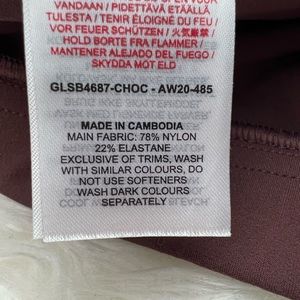 VANDAAN / PIDETTÄVÄ ETÄÄLLÄ
TULESTA / TENIR ÉLOIGNÉ DU FEU /
VOR FEUER SCHÜTZEN / 火気厳禁 /
HOLD BORTE FRA FLAMMER /
MANTENER ALEJADO DEL FUEGO /
SKYDDA MOT ELD
GLSB4687-CHOC - AW20-485
MADE IN CAMBODIA
MAIN FABRIC: 78% NYLON
22% ELASTANE
EXCLUSIVE OF TRIMS, WASH
WITH SIMILAR COLOURS, DO
NOT USE SOFTENERS
WASH DARK COLOURS
SEPARATELY